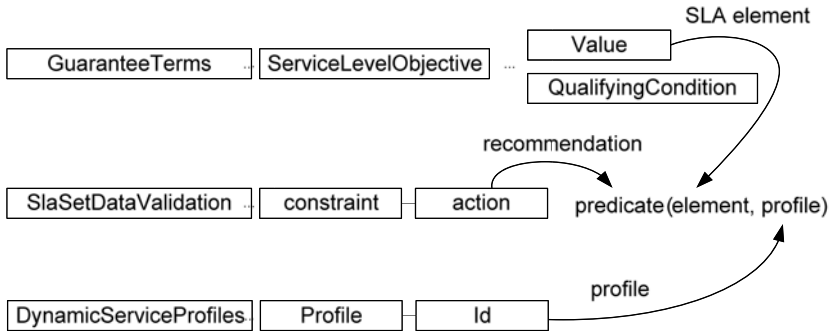 SLA element
Value
GuaranteeTerms ... ServiceLevelObjective ...
QualifyingCondition
recommendation
SlaSetDataValidation ... constraint action predicate(element, profile)
profile
DynamicServiceProfiles ... Profile Id